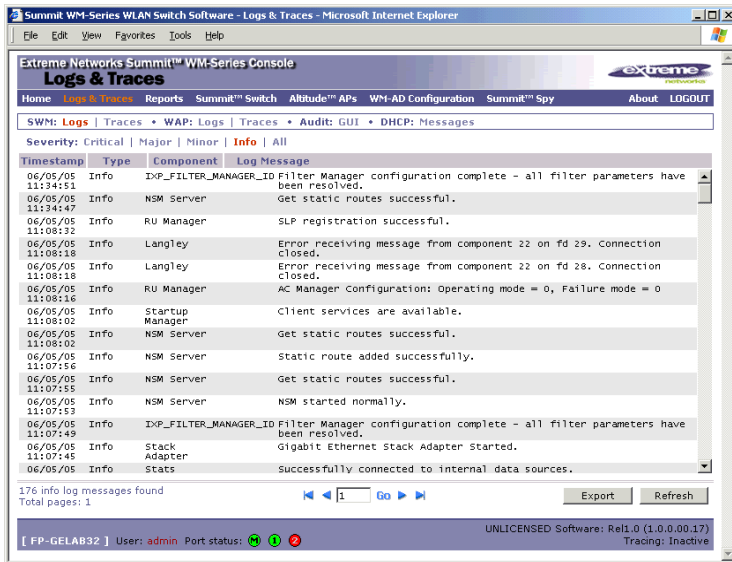 Summit WM-Series WLAN Switch Software - Logs & Traces - Microsoft Internet Explorer
File Edit View Favorites Tools Help
Extreme Networks Summit™ WM-Series Console
Logs & Traces
extreme networks
Home Logs & Traces Reports Summit™ Switch Altitude™ APs WM-AD Configuration Summit™ Spy About LOGOUT
SWM: Logs | Traces • WAP: Logs | Traces • Audit: GUI • DHCP: Messages
Severity: Critical | Major | Minor | Info | All
Timestamp Type Component Log Message
06/05/05 Info IXP_FILTER_MANAGER_ID Filter Manager configuration complete - all filter parameters have
11:34:51 been resolved.
06/05/05 Info NSM Server Get static routes successful.
11:34:47
06/05/05 Info RU Manager SLP registration successful.
11:08:32
06/05/05 Info Langley Error receiving message from component 22 on fd 29. Connection
11:08:18 closed.
06/05/05 Info Langley Error receiving message from component 22 on fd 28. Connection
11:08:18 closed.
06/05/05 Info RU Manager AC Manager Configuration: Operating mode = 0, Failure mode = 0
11:08:16
06/05/05 Info Startup Client services are available.
11:08:02 Manager
06/05/05 Info NSM Server Get static routes successful.
11:08:02
06/05/05 Info NSM Server Static route added successfully.
11:07:56
06/05/05 Info NSM Server Get static routes successful.
11:07:55
06/05/05 Info NSM Server NSM started normally.
11:07:53
06/05/05 Info IXP_FILTER_MANAGER_ID Filter Manager configuration complete - all filter parameters have
11:07:49 been resolved.
06/05/05 Info Stack Gigabit Ethernet Stack Adapter Started.
11:07:45 Adapter
06/05/05 Info Stats Successfully connected to internal data sources.
176 info log messages found
Total pages: 1
1 Go
Export Refresh
UNLICENSED Software: Rel1.0 (1.0.0.00.17)
[ FP-GELAB32 ] User: admin Port status: M 1 2 Tracing: Inactive